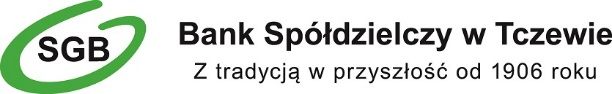 SGB
Bank Spółdzielczy w Tczewie
Z tradycją w przyszłość od 1906 roku